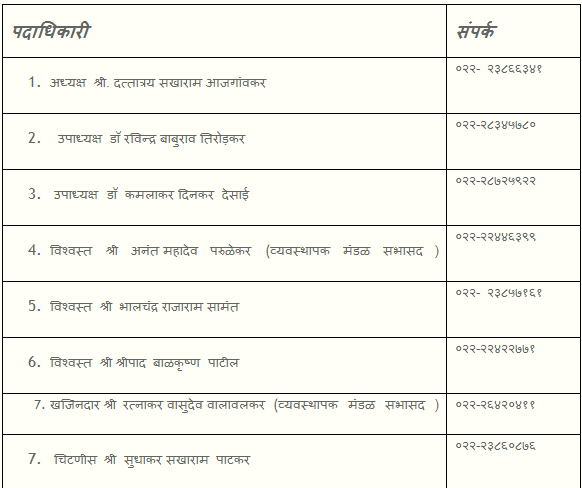 पदाधिकारी संपर्क
1. अध्यक्ष श्री. दत्तात्रय सखाराम आजगांवकर ०२२- २३८६६३४१
2. उपाध्यक्ष डॉ रविन्द्र बाबुराव तिरोड़कर ०२२-२८३४५७८०
3. उपाध्यक्ष डॉ कमलाकर दिनकर देसाई ०२२-२८७२५९२२
4. विश्वस्त श्री अनंत महादेव परुळेकर (व्यवस्थापक मंडळ सभासद ) ०२२-२२४४६३९९
5. विश्वस्त श्री भालचंद्र राजाराम सामंत ०२२- २३८५७१६१
6. विश्वस्त श्री श्रीपाद बाळकृष्ण पाटील ०२२-२२४२२७७१
7. खजिनदार श्री रत्नाकर वासुदेव वालावलकर (व्यवस्थापक मंडळ सभासद ) ०२२-२६४२०४११
7. चिटणीस श्री सुधाकर सखाराम पाटकर ०२२-२३८६०८७६